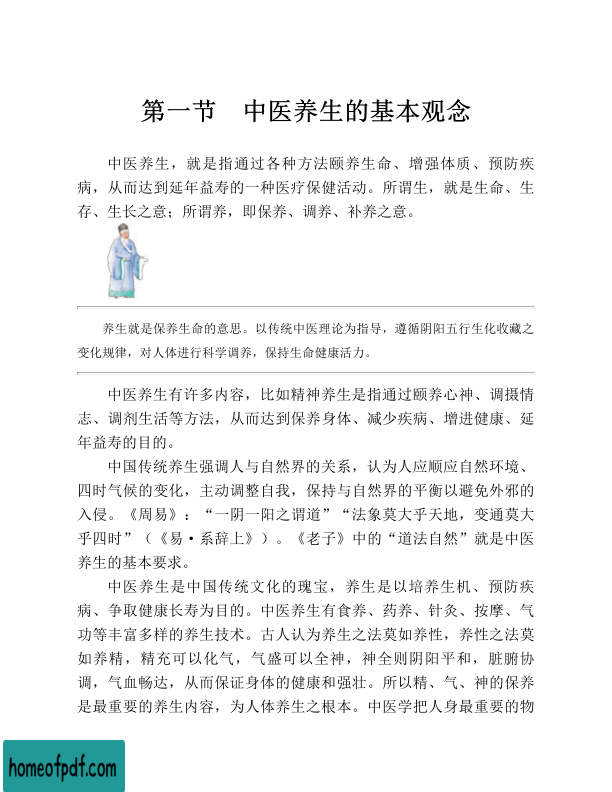 第一节　中医养生的基本观念
中医养生，就是指通过各种方法颐养生命、增强体质、预防疾
病，从而达到延年益寿的一种医疗保健活动。所谓生，就是生命、生
存、生长之意；所谓养，即保养、调养、补养之意。
养生就是保养生命的意思。以传统中医理论为指导，遵循阴阳五行生化收藏之
变化规律，对人体进行科学调养，保持生命健康活力。
中医养生有许多内容，比如精神养生是指通过颐养心神、调摄情
志、调剂生活等方法，从而达到保养身体、减少疾病、增进健康、延
年益寿的目的。
中国传统养生强调人与自然界的关系，认为人应顺应自然环境、
四时气候的变化，主动调整自我，保持与自然界的平衡以避免外邪的
入侵。《周易》：“一阴一阳之谓道”“法象莫大乎天地，变通莫大
乎四时”（《易·系辞上》）。《老子》中的“道法自然”就是中医
养生的基本要求。
中医养生是中国传统文化的瑰宝，养生是以培养生机、预防疾
病、争取健康长寿为目的。中医养生有食养、药养、针灸、按摩、气
功等丰富多样的养生技术。古人认为养生之法莫如养性，养性之法莫
如养精，精充可以化气，气盛可以全神，神全则阴阳平和，脏腑协
调，气血畅达，从而保证身体的健康和强壮。所以精、气、神的保养
是最重要的养生内容，为人体养生之根本。中医学把人身最重要的物
homeofpdf.com